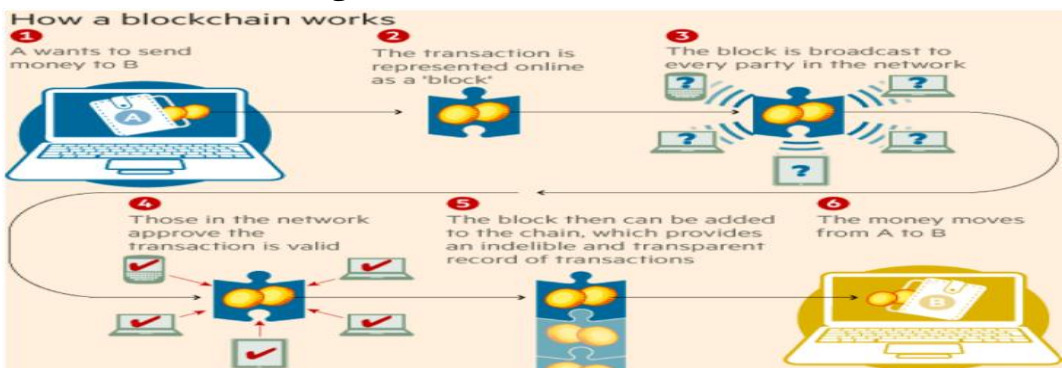 How a blockchain works
1
A wants to send
money to B
A
2
The transaction is
represented online
as a 'block'
3
The block is broadcast to
every party in the network
?
?
?
?
?
4
Those in the network
approve the
transaction is valid
5
The block then can be added
to the chain, which provides
an indelible and transparent
record of transactions
6
The money moves
from A to B
B